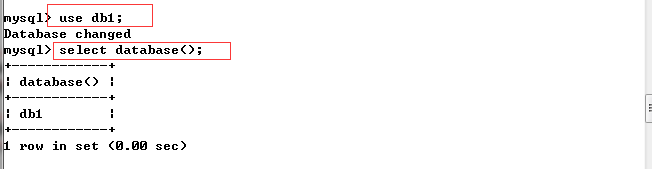 mysql> use db1;
Database changed
mysql> select database();
+------------+
| database() |
+------------+
| db1        |
+------------+
1 row in set (0.00 sec)